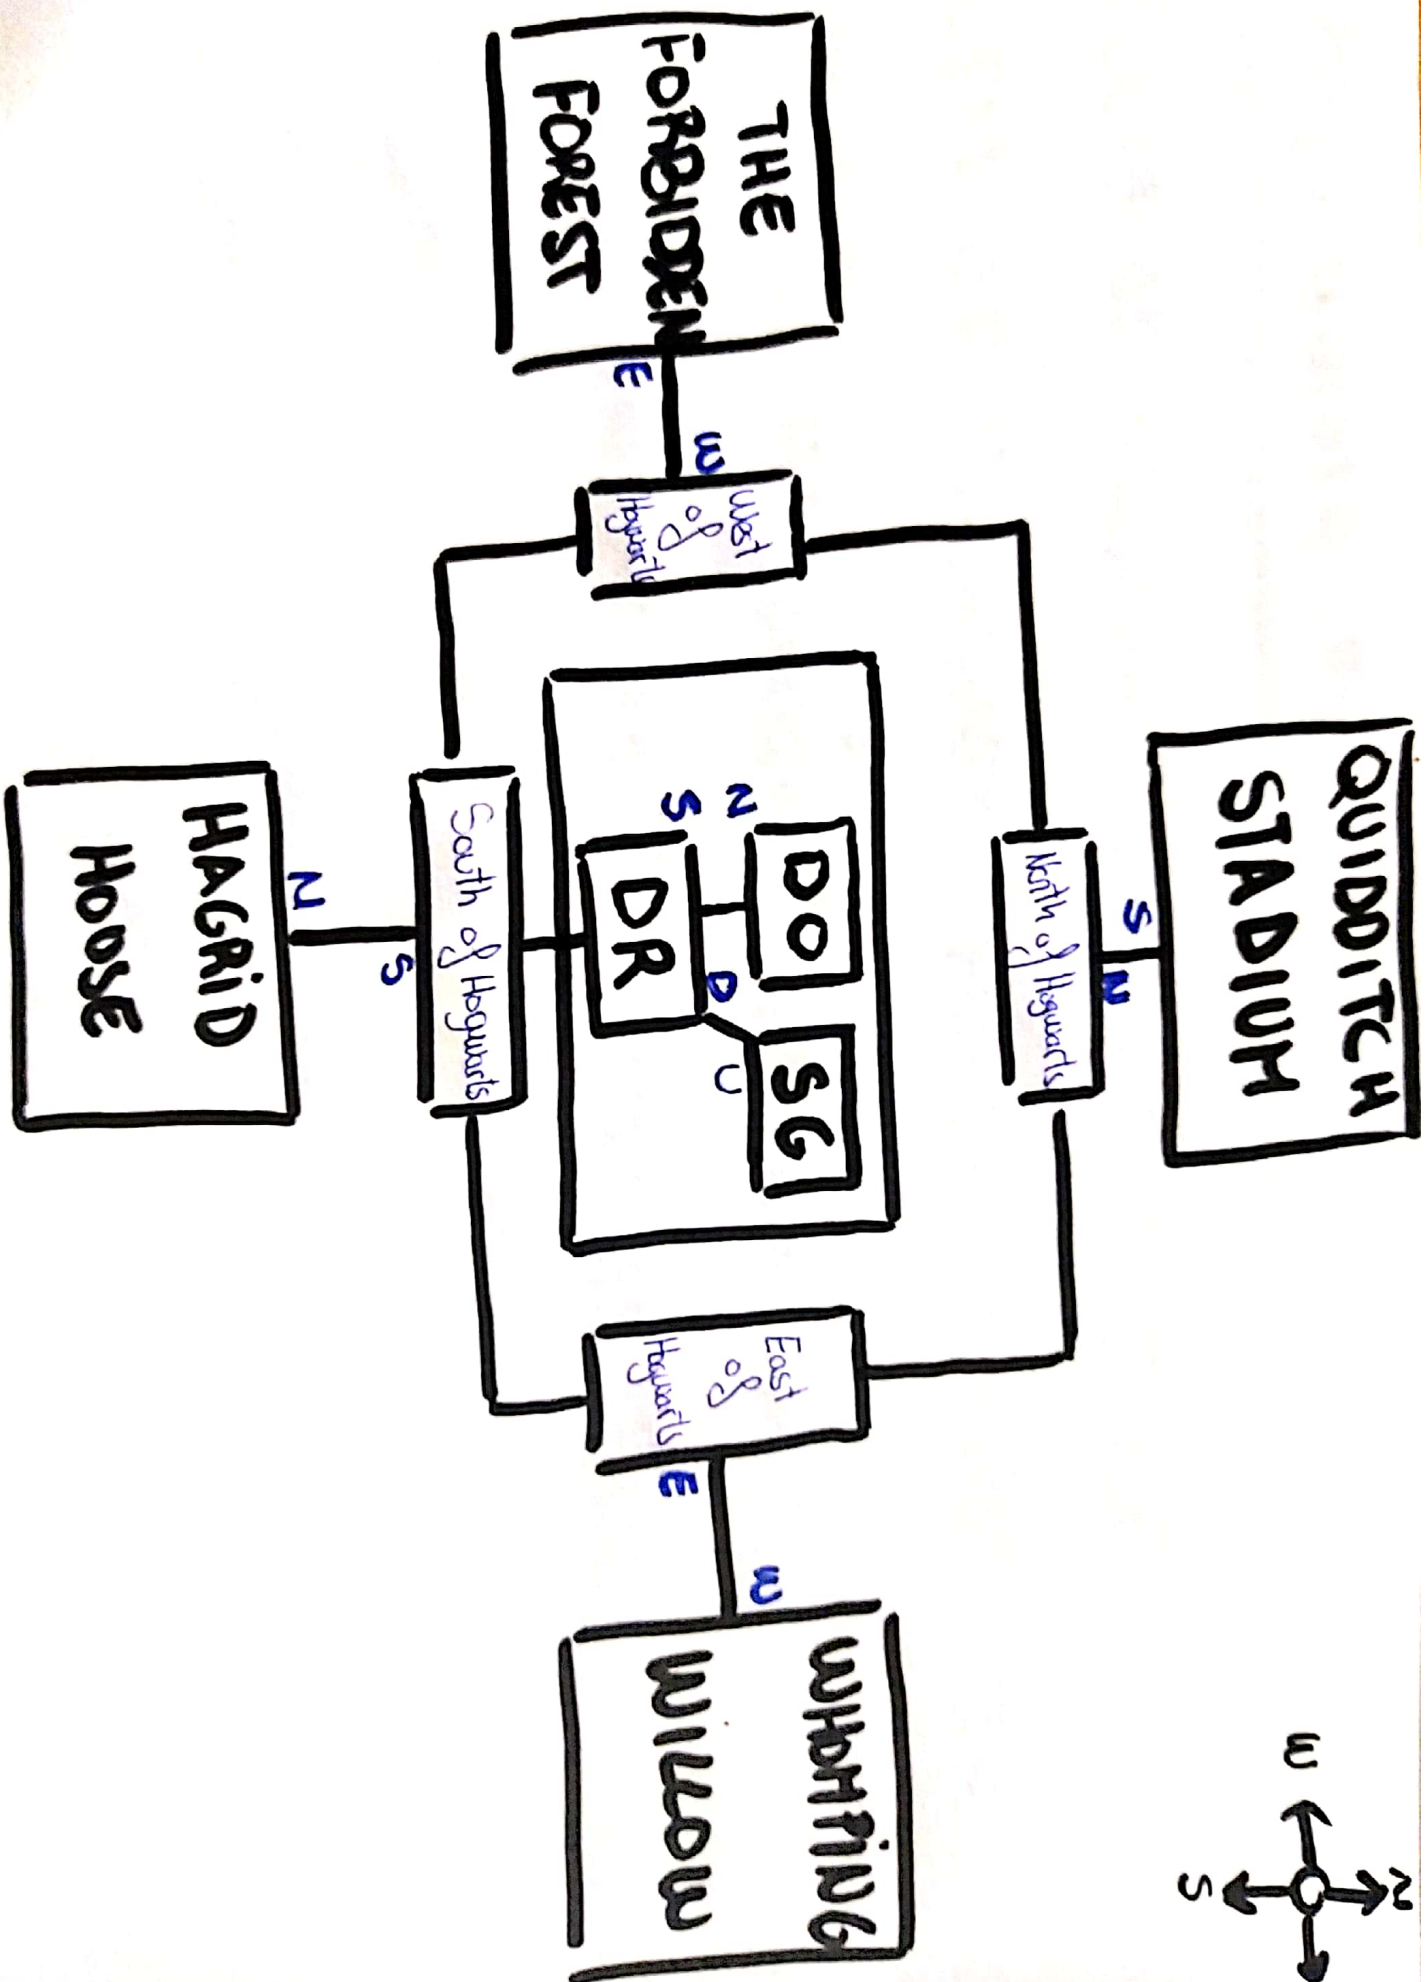 QUIDDITCH
STADIUM
N
W
S
S
N
North of Hogwarts
THE
FORBIDDEN
FOREST
W
E
West
of
Hogwarts
DO
SG
N
S
D
U
DR
East
of
Hogwarts
E
W
WHOMPiNG
WILLOW
South of Hogwarts
S
N
HAGRiD
HOUSE